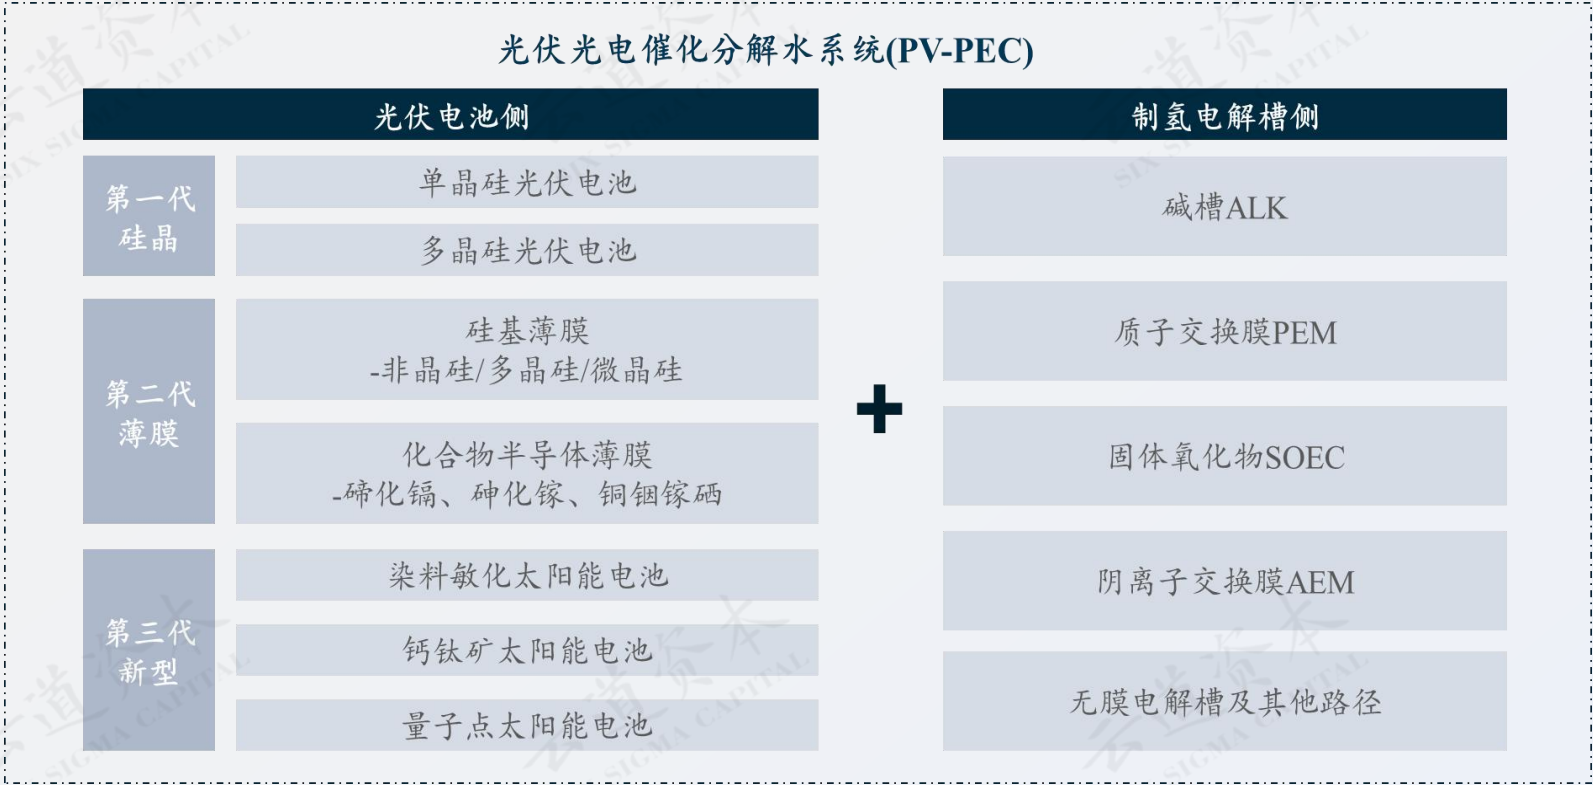 光伏光电催化分解水系统(PV-PEC)
光伏电池侧
第一代
硅晶
单晶硅光伏电池
多晶硅光伏电池
第二代
薄膜
硅基薄膜
-非晶硅/多晶硅/微晶硅
化合物半导体薄膜
-碲化镉、砷化镓、铜铟镓硒
第三代
新型
染料敏化太阳能电池
钙钛矿太阳能电池
量子点太阳能电池
+
制氢电解槽侧
碱槽ALK
质子交换膜PEM
固体氧化物SOEC
阴离子交换膜AEM
无膜电解槽及其他路径
云道资本
SIX SIGMA CAPITAL